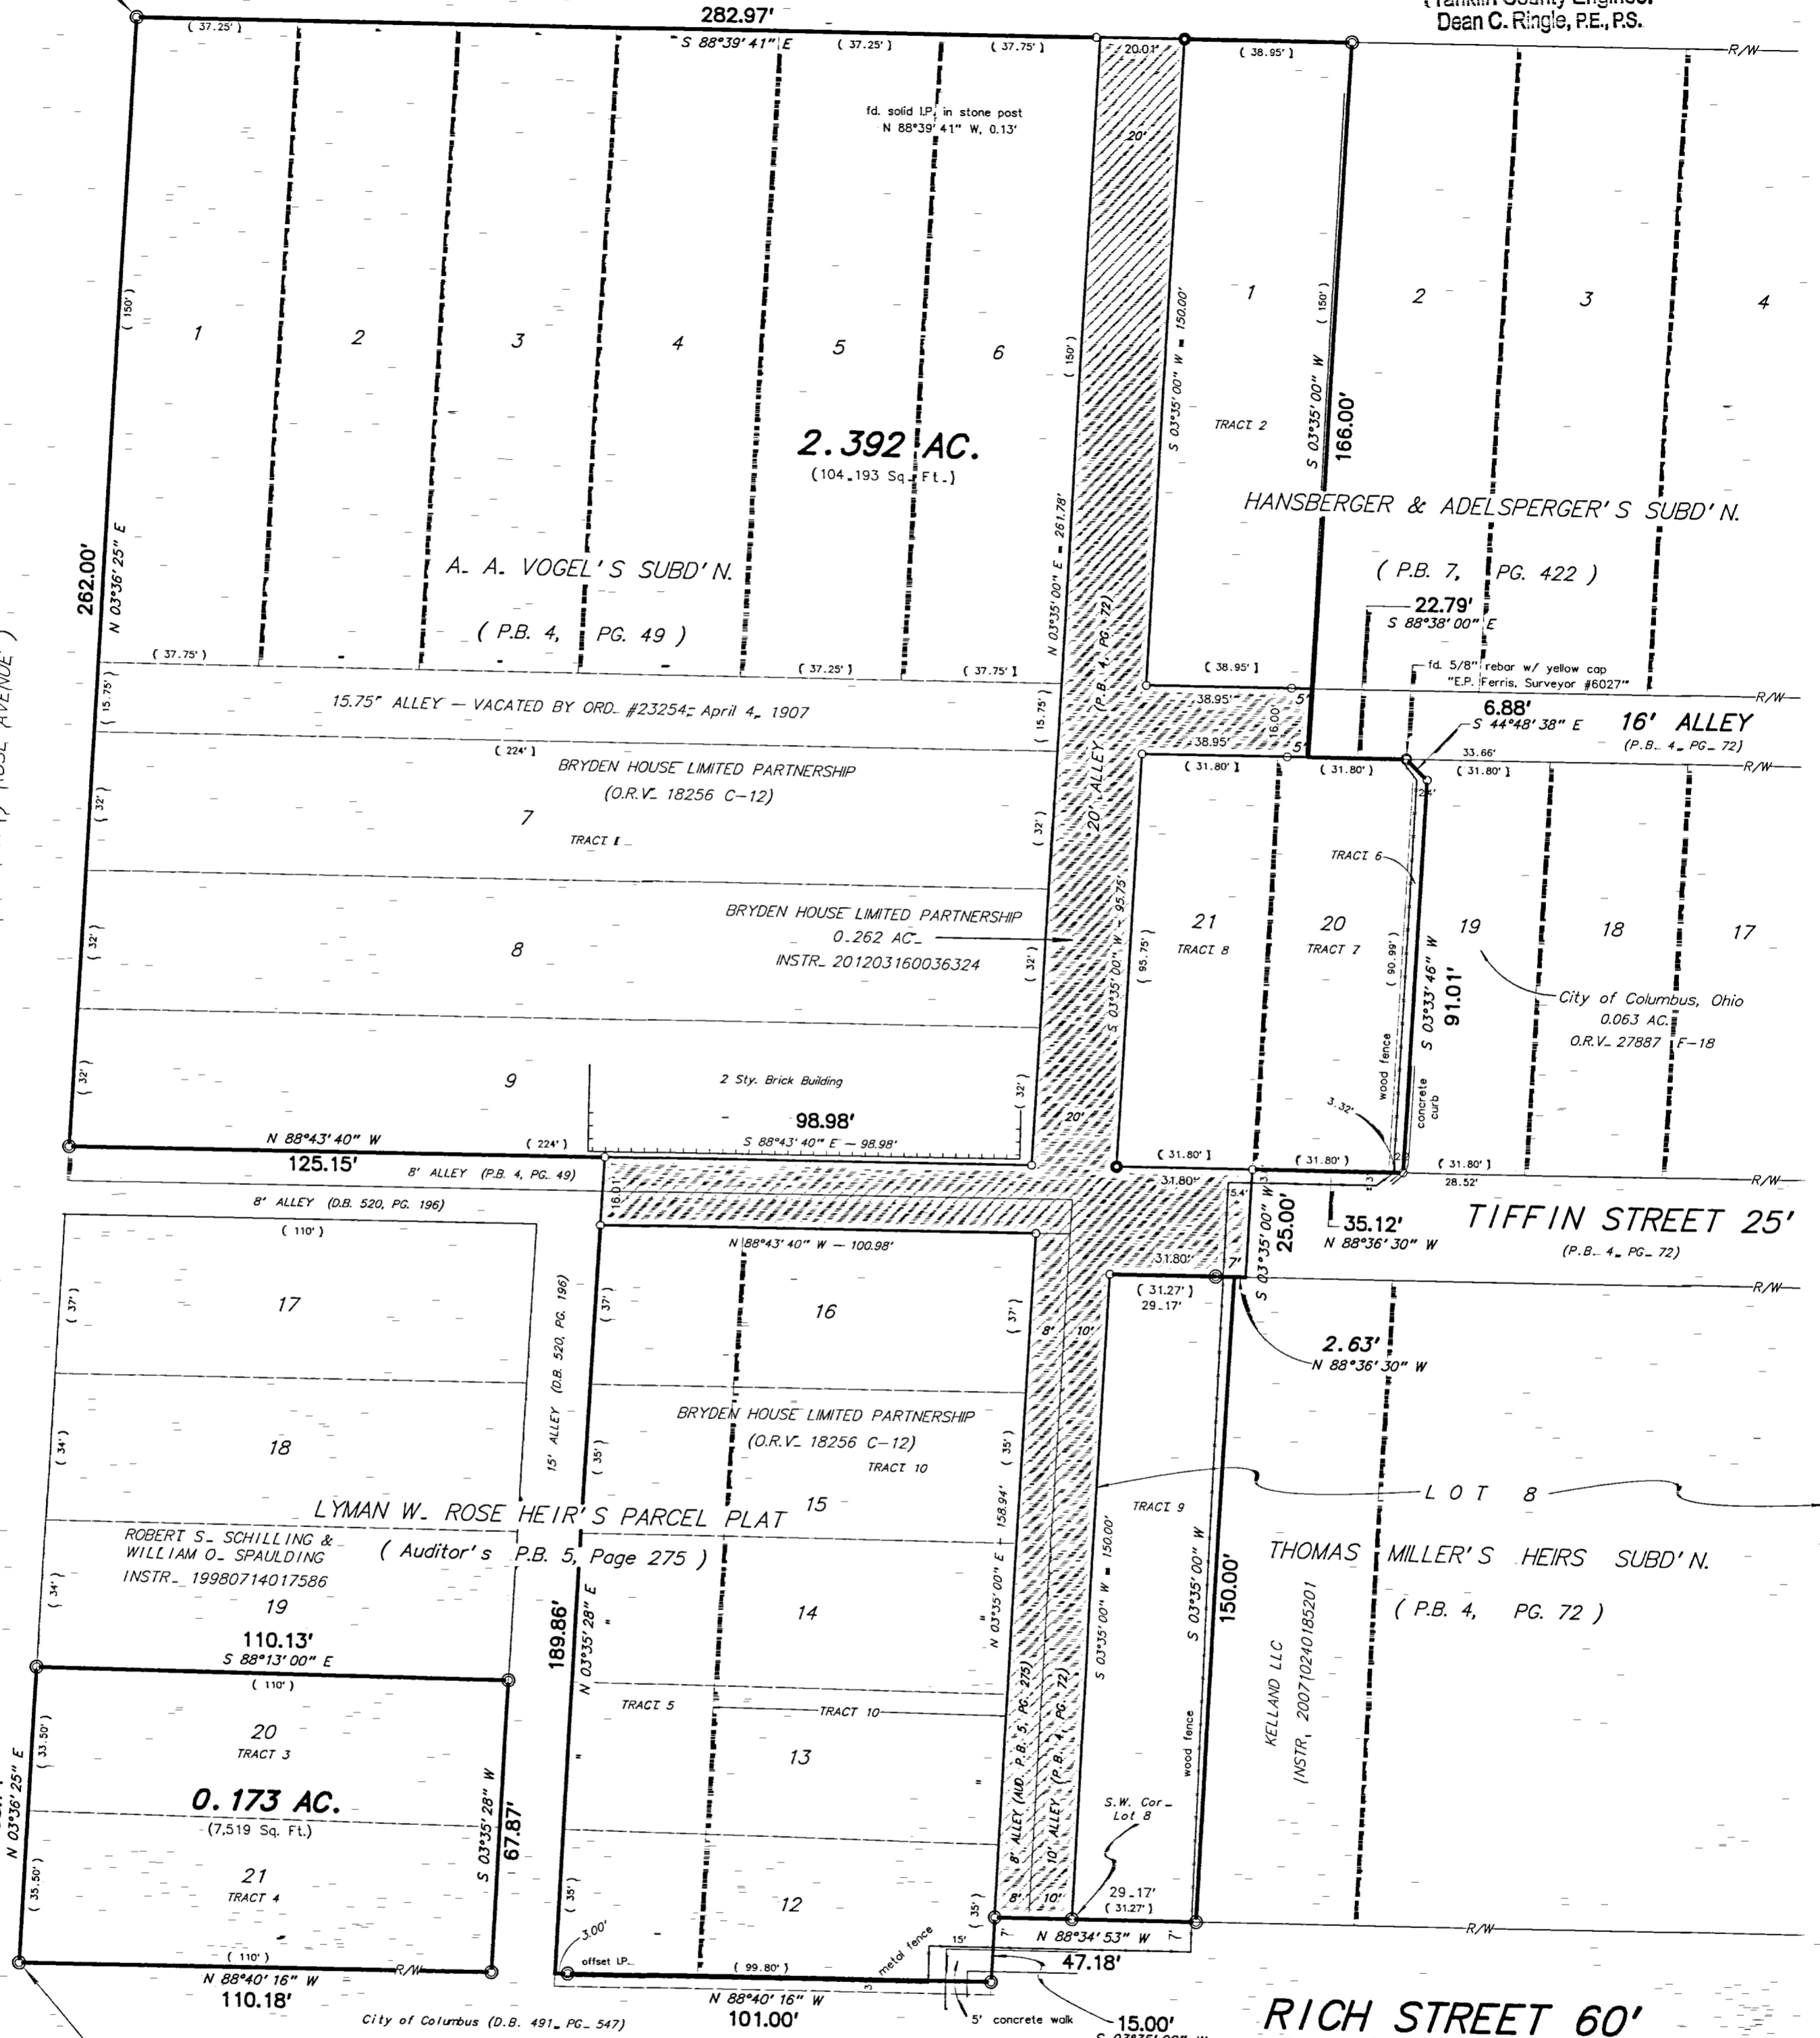 Dean C. Ringle, P.E., P.S.
282.97'
( 37.25' )
S 88°39'41" E
( 37.25' )
( 37.75' )
20.01'
( 38.95' )
R/W
fd. solid I.P. in stone post
N 88°39'41" W, 0.13'
20'
( 150' )
1
2
3
4
5
6
( 150' )
S 03°35'00" W = 150.00'
1
( 150' )
2
3
4
TRACT 2
S 03°35'00" W
166.00'
2.392 AC.
(104,193 Sq. Ft.)
HANSBERGER & ADELSPERGER'S SUBD'N.
( P.B. 7, PG. 422 )
262.00'
N 03°36'25" E
A. A. VOGEL'S SUBD'N.
( P.B. 4, PG. 49 )
N 03°35'00" E = 261.78'
20' ALLEY (P.B. 4, PG. 72)
22.79'
S 88°38'00" E
( 37.75' )
( 37.25' )
( 37.75' )
( 38.95' )
fd. 5/8" rebar w/ yellow cap
"E.P. Ferris, Surveyor #6027"
R/W
( 15.75' )
15.75' ALLEY — VACATED BY ORD. #23254; April 4, 1907
( 15.75' )
38.95'
5'
16.00'
6.88'
S 44°48'38" E
16' ALLEY
(P.B. 4, PG. 72)
38.95'
5'
33.66'
R/W
( 224' )
BRYDEN HOUSE LIMITED PARTNERSHIP
(O.R.V. 18256 C-12)
( 31.80' )
( 31.80' )
( 31.80' )
( 32' )
7
TRACT 1
( 32' )
TRACT 6
BRYDEN HOUSE LIMITED PARTNERSHIP
0.262 AC.
INSTR. 201203160036324
( 32' )
8
( 32' )
S 03°35'00" W - 95.75'
( 95.75' )
21
TRACT 8
20
TRACT 7
( 90.99' )
S 03°33'46" W
91.01'
19
18
17
City of Columbus, Ohio
0.063 AC.
O.R.V. 27887 F-18
( 32' )
9
2 Sty. Brick Building
( 32' )
wood fence
concrete
curb
3.32'
98.98'
S 88°43'40" E — 98.98'
20'
N 88°43'40" W
( 224' )
125.15'
8' ALLEY (P.B. 4, PG. 49)
( 31.80' )
( 31.80' )
( 31.80' )
28.52'
R/W
31.80'
8' ALLEY (D.B. 520, PG. 196)
16.01'
5.4'
S 03°35'00" W
25.00'
35.12'
N 88°36'30" W
TIFFIN STREET 25'
(P.B. 4, PG. 72)
( 110' )
N 88°43'40" W — 100.98'
31.80'
7'
R/W
( 37' )
17
15' ALLEY (D.B. 520, PG. 196)
( 37' )
16
( 37' )
8'
10'
( 31.27' )
29.17'
2.63'
N 88°36'30" W
( 34' )
18
( 35' )
BRYDEN HOUSE LIMITED PARTNERSHIP
(O.R.V. 18256 C-12)
TRACT 10
( 35' )
15
N 03°35'00" E - 158.94'
S 03°35'00" W = 150.00'
TRACT 9
LOT 8
LYMAN W. ROSE HEIR'S PARCEL PLAT
( Auditor's P.B. 5, Page 275 )
ROBERT S. SCHILLING &
WILLIAM O. SPAULDING
INSTR. 19980714017586
( 34' )
19
THOMAS MILLER'S HEIRS SUBD'N.
( P.B. 4, PG. 72 )
189.86'
N 03°35'28" E
"
14
"
S 03°35'00" W
150.00'
110.13'
S 88°13'00" E
( 110' )
KELLAND LLC
INSTR. 200710240185201
TRACT 5
TRACT 10
8' ALLEY (AUD. P.B. 5, PG. 275)
10' ALLEY (P.B. 4, PG. 72)
wood fence
( 33.50' )
20
TRACT 3
"
13
"
N 03°36'25" E
0.173 AC.
(7,519 Sq. Ft.)
S 03°35'28" W
67.87'
S.W. Cor.
Lot 8
( 35.50' )
21
TRACT 4
( 35' )
12
( 35' )
8'
10'
29.17'
( 31.27' )
3.00'
offset I.P.
metal fence
R/W
7'
N 88°34'53" W
7'
15'
47.18'
( 110' )
R/W
N 88°40'16" W
110.18'
( 99.80' )
3'
N 88°40'16" W
101.00'
City of Columbus (D.B. 491, PG. 547)
5' concrete walk
15.00'
RICH STREET 60'